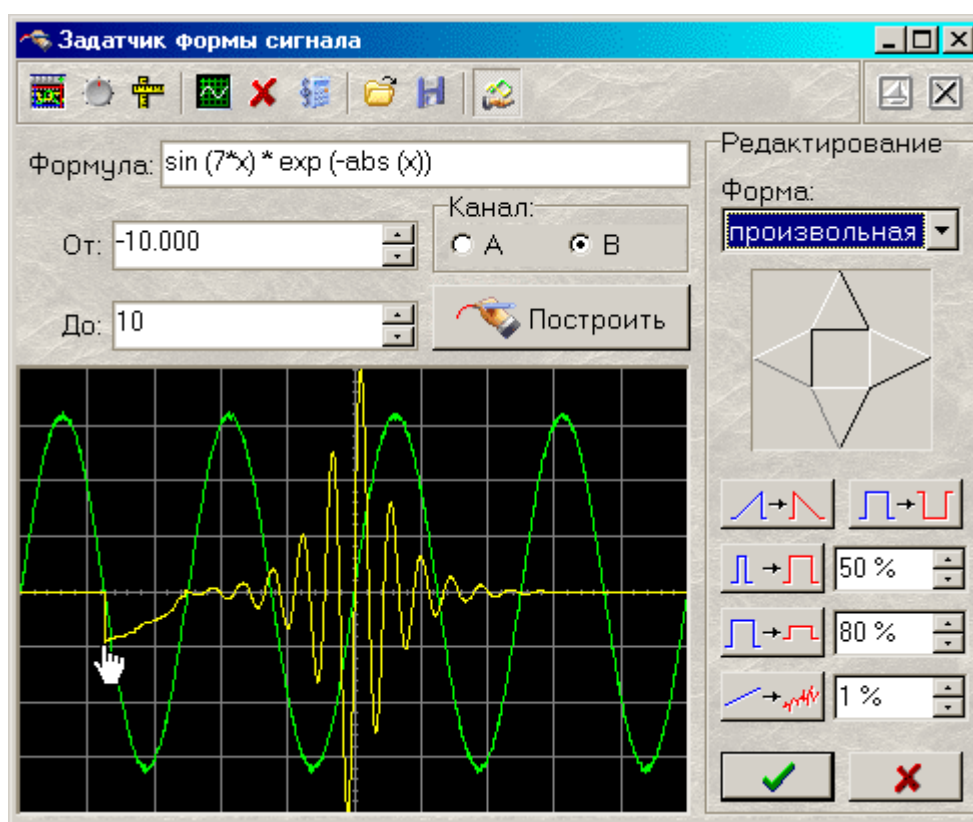 Задатчик формы сигнала
Формула: sin (7*x) * exp (-abs (x))
От: -10.000
До: 10
Канал:
A B
Построить
Редактирование
Форма:
произвольная
50 %
80 %
1 %